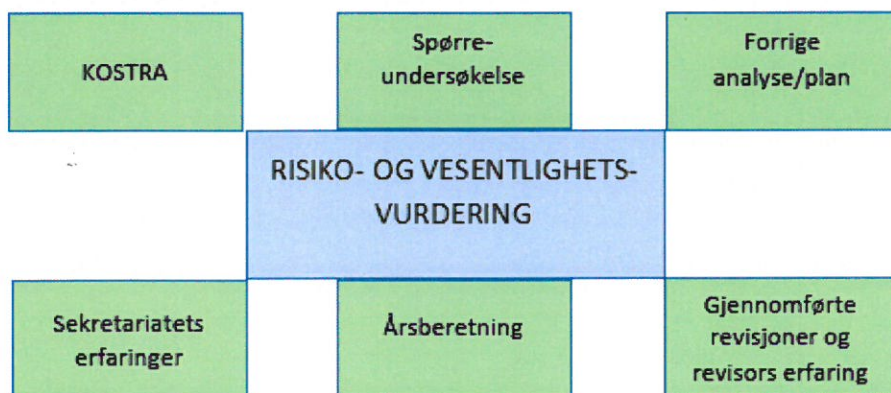 KOSTRA
Spørre-
undersøkelse
Forrige
analyse/plan
RISIKO- OG VESENTLIGHETS-
VURDERING
Sekretariatets
erfaringer
Årsberetning
Gjennomførte
revisjoner og
revisors erfaring